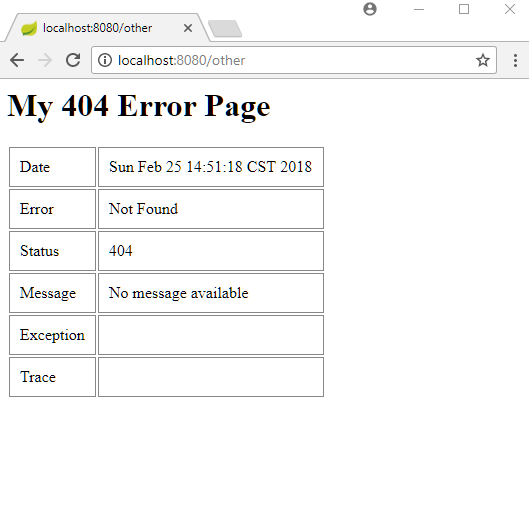 localhost:8080/other
localhost:8080/other
My 404 Error Page
Date Sun Feb 25 14:51:18 CST 2018
Error Not Found
Status 404
Message No message available
Exception
Trace